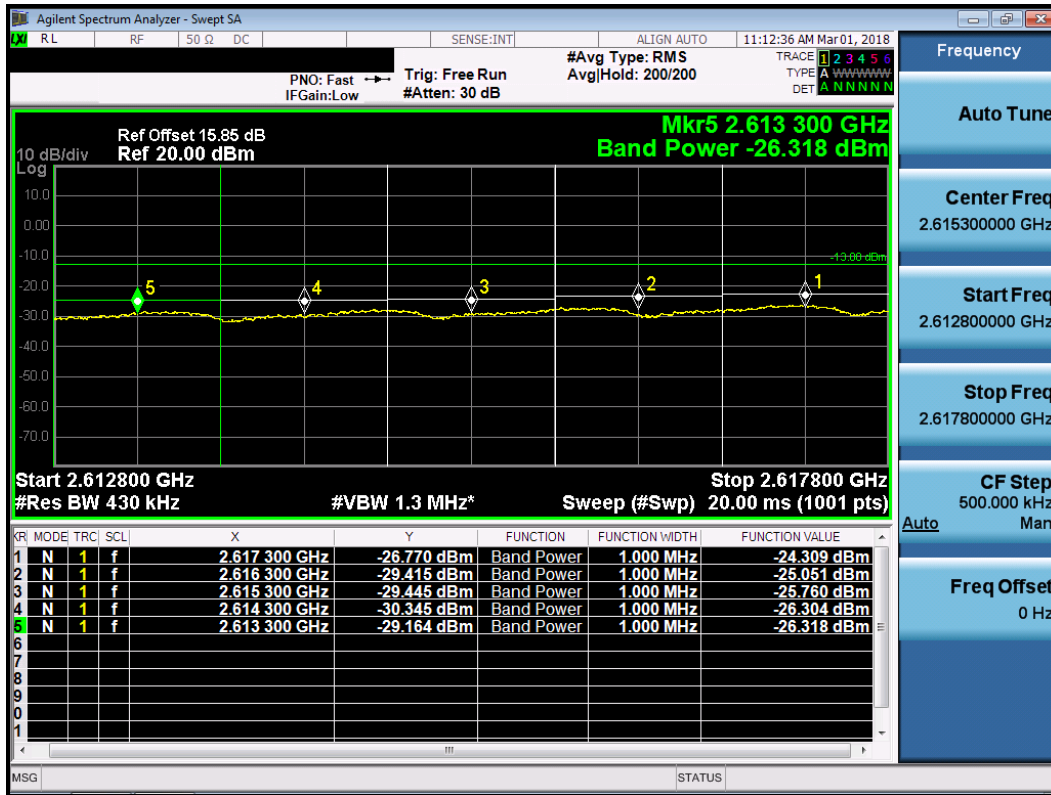 Agilent Spectrum Analyzer - Swept SA
LXI RL RF 50 Ω DC SENSE:INT ALIGN AUTO 11:12:36 AM Mar 01, 2018
PNO: Fast Trig: Free Run #Avg Type: RMS TRACE 1 2 3 4 5 6
IFGain:Low #Atten: 30 dB Avg|Hold: 200/200 TYPE A WWWWW
DET A N N N N N
Ref Offset 15.85 dB Mkr5 2.613 300 GHz
10 dB/div Ref 20.00 dBm Band Power -26.318 dBm
Log
10.0
0.00
-10.0
-13.00 dBm
-20.0
5 4 3 2 1
-30.0
-40.0
-50.0
-60.0
-70.0
Start 2.612800 GHz Stop 2.617800 GHz
#Res BW 430 kHz #VBW 1.3 MHz* Sweep (#Swp) 20.00 ms (1001 pts)
KR MODE TRC SCL X Y FUNCTION FUNCTION WIDTH FUNCTION VALUE
1 N 1 f 2.617 300 GHz -26.770 dBm Band Power 1.000 MHz -24.309 dBm
2 N 1 f 2.616 300 GHz -29.415 dBm Band Power 1.000 MHz -25.051 dBm
3 N 1 f 2.615 300 GHz -29.445 dBm Band Power 1.000 MHz -25.760 dBm
4 N 1 f 2.614 300 GHz -30.345 dBm Band Power 1.000 MHz -26.304 dBm
5 N 1 f 2.613 300 GHz -29.164 dBm Band Power 1.000 MHz -26.318 dBm
6
7
8
9
0
1
MSG STATUS
Frequency
Auto Tune
Center Freq
2.615300000 GHz
Start Freq
2.612800000 GHz
Stop Freq
2.617800000 GHz
CF Step
500.000 kHz
Auto Man
Freq Offset
0 Hz